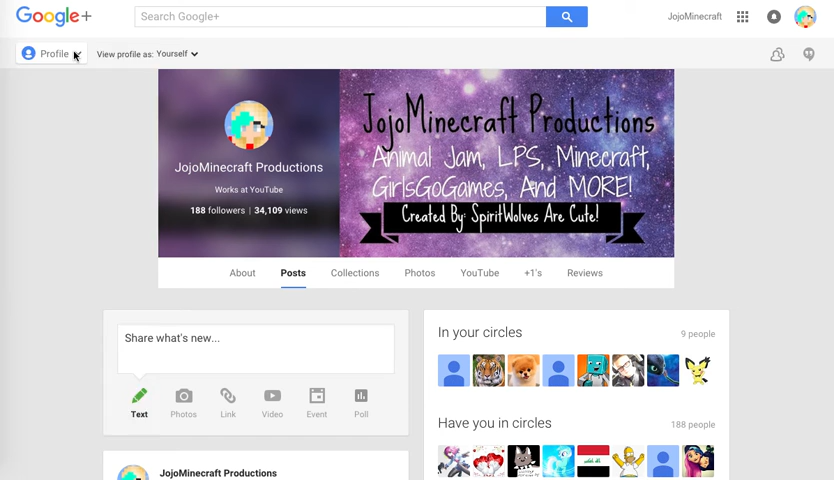 Google+
Search Google+
JojoMinecraft
Profile
View profile as: Yourself
JojoMinecraft Productions
Works at YouTube
188 followers | 34,109 views
JojoMinecraft Productions
Animal Jam, LPS, Minecraft,
GirlsGoGames, And MORE!
Created By: SpiritWolves Are Cute!
About Posts Collections Photos YouTube +1's Reviews
Share what's new...
Text Photos Link Video Event Poll
In your circles 9 people
Have you in circles 188 people
JojoMinecraft Productions